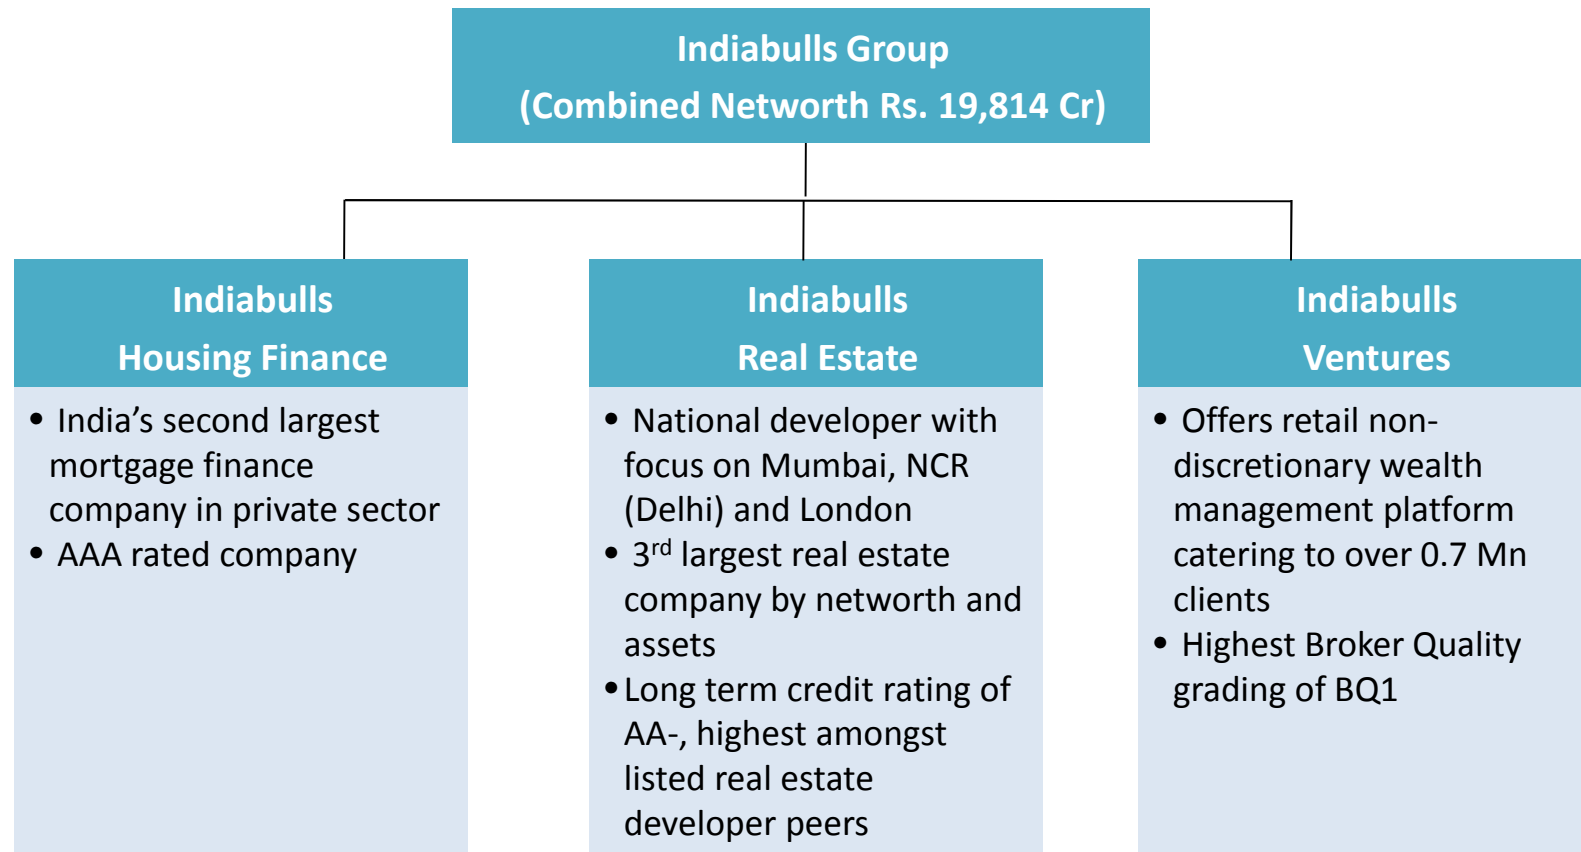 Indiabulls Group
(Combined Networth Rs. 19,814 Cr)
Indiabulls
Housing Finance
• India’s second largest
mortgage finance
company in private sector
• AAA rated company
Indiabulls
Real Estate
• National developer with
focus on Mumbai, NCR
(Delhi) and London
• 3rd largest real estate
company by networth and
assets
• Long term credit rating of
AA-, highest amongst
listed real estate
developer peers
Indiabulls
Ventures
• Offers retail non-
discretionary wealth
management platform
catering to over 0.7 Mn
clients
• Highest Broker Quality
grading of BQ1